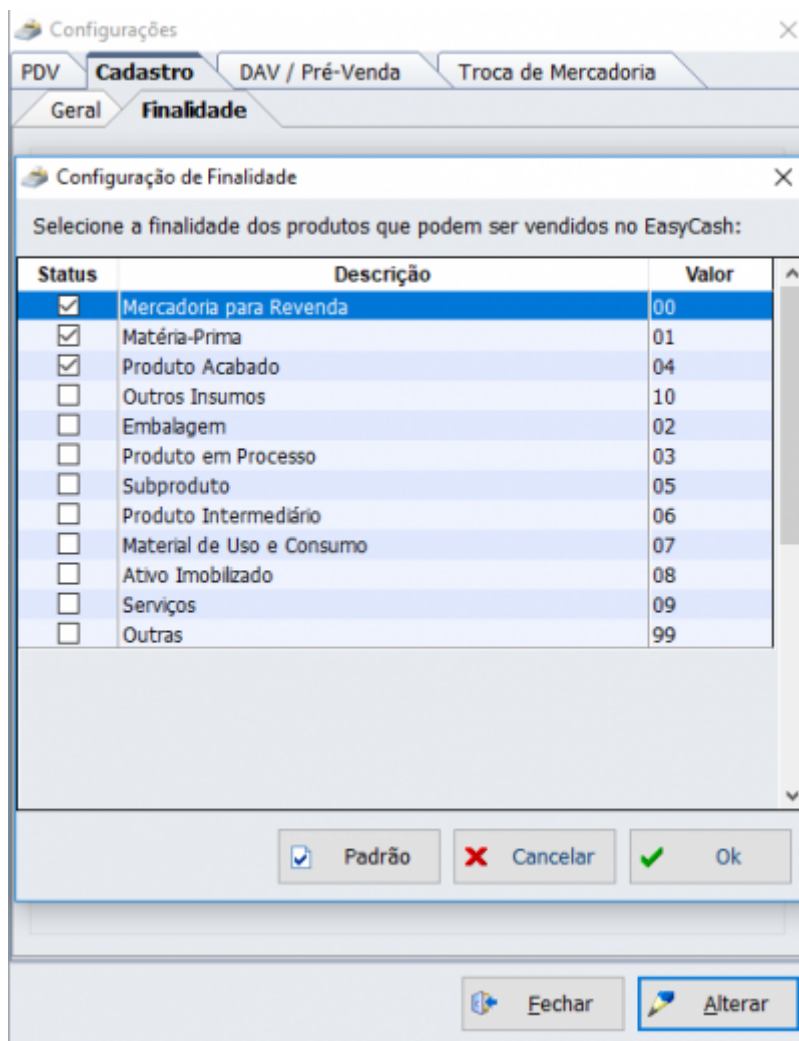 Configurações
PDV Cadastro DAV / Pré-Venda Troca de Mercadoria
Geral Finalidade
Configuração de Finalidade
Selecione a finalidade dos produtos que podem ser vendidos no EasyCash:
Status Descrição Valor
Mercadoria para Revenda 00
Matéria-Prima 01
Produto Acabado 04
Outros Insumos 10
Embalagem 02
Produto em Processo 03
Subproduto 05
Produto Intermediário 06
Material de Uso e Consumo 07
Ativo Imobilizado 08
Serviços 09
Outras 99
Padrão Cancelar Ok
Fechar Alterar